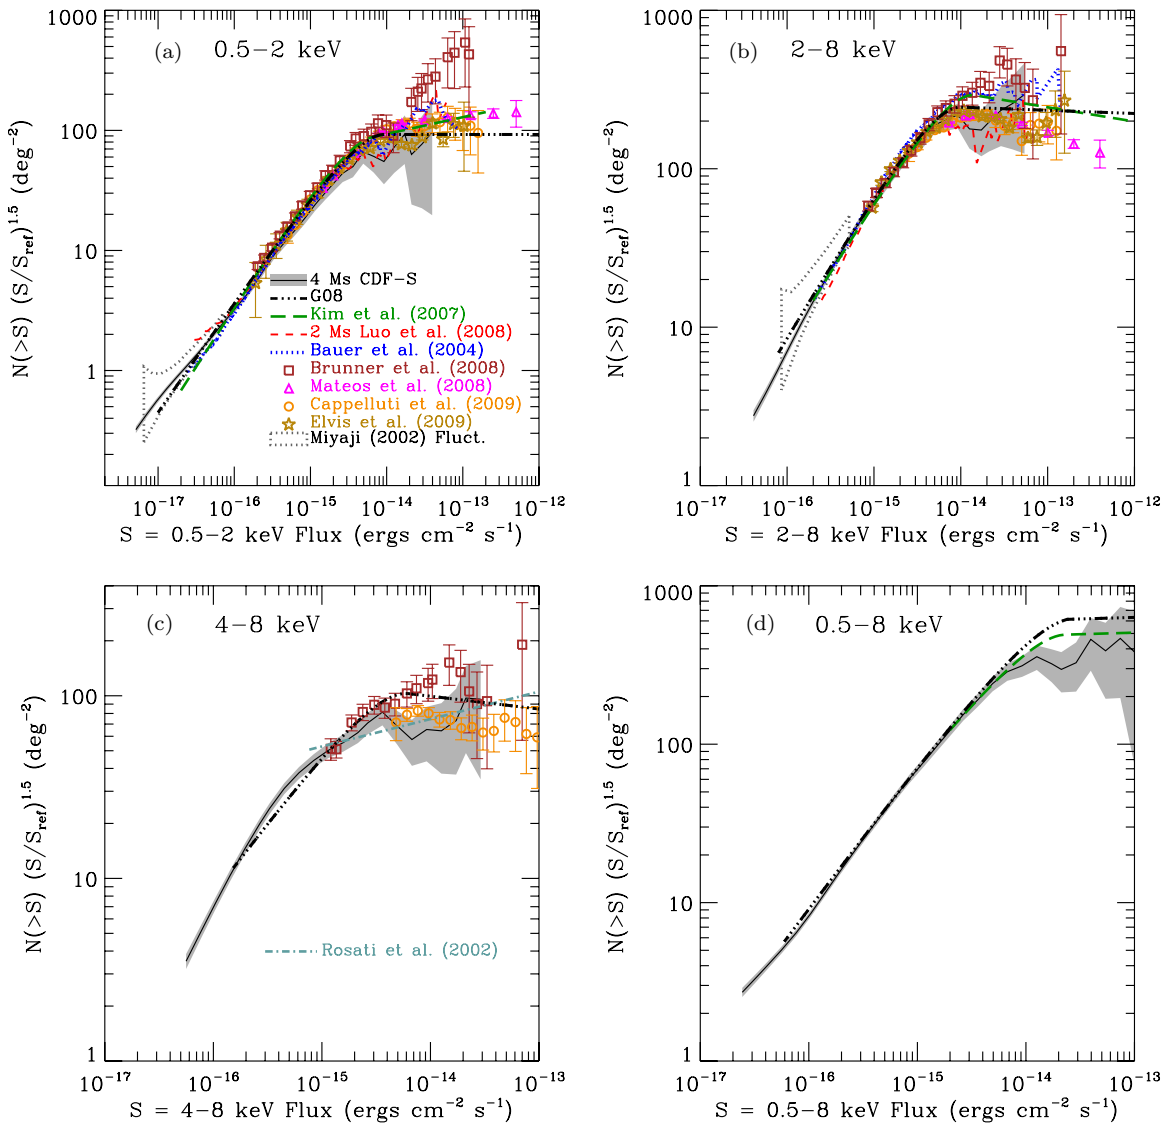 (a) 0.5−2 keV
1000
100
10
1
N(>S) (S/S_ref)^1.5 (deg^−2)
4 Ms CDF−S
G08
Kim et al. (2007)
2 Ms Luo et al. (2008)
Bauer et al. (2004)
Brunner et al. (2008)
Mateos et al. (2008)
Cappelluti et al. (2009)
Elvis et al. (2009)
Miyaji (2002) Fluct.
10^−17 10^−16 10^−15 10^−14 10^−13 10^−12
S = 0.5−2 keV Flux (ergs cm^−2 s^−1)
(b) 2−8 keV
1000
100
10
1
N(>S) (S/S_ref)^1.5 (deg^−2)
10^−17 10^−16 10^−15 10^−14 10^−13 10^−12
S = 2−8 keV Flux (ergs cm^−2 s^−1)
(c) 4−8 keV
100
10
1
N(>S) (S/S_ref)^1.5 (deg^−2)
Rosati et al. (2002)
10^−17 10^−16 10^−15 10^−14 10^−13
S = 4−8 keV Flux (ergs cm^−2 s^−1)
(d) 0.5−8 keV
1000
100
10
1
N(>S) (S/S_ref)^1.5 (deg^−2)
10^−17 10^−16 10^−15 10^−14 10^−13
S = 0.5−8 keV Flux (ergs cm^−2 s^−1)